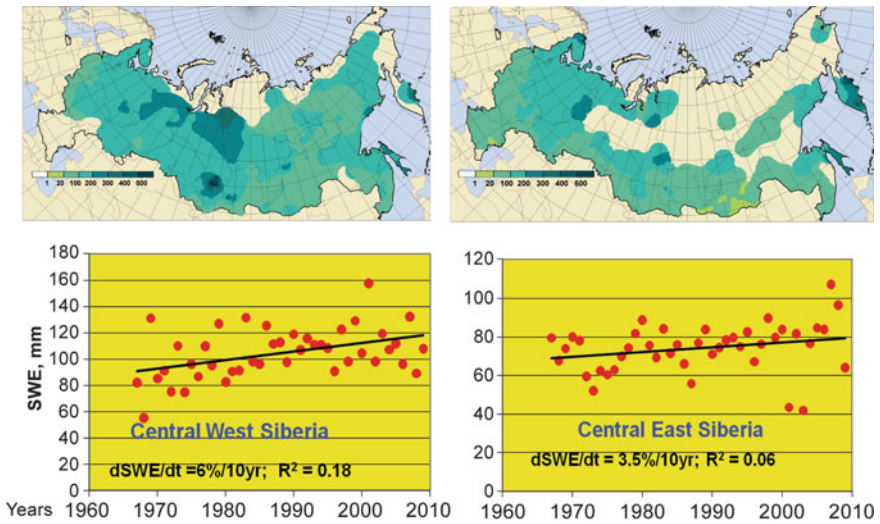 1 20 100 200 300 400 500
1 20 100 200 300 400 500
SWE, mm
180
160
140
120
100
80
60
40
20
0
Central West Siberia
dSWE/dt =6%/10yr; R² = 0.18
Years 1960 1970 1980 1990 2000 2010
120
100
80
60
40
20
0
Central East Siberia
dSWE/dt = 3.5%/10yr; R² = 0.06
1960 1970 1980 1990 2000 2010